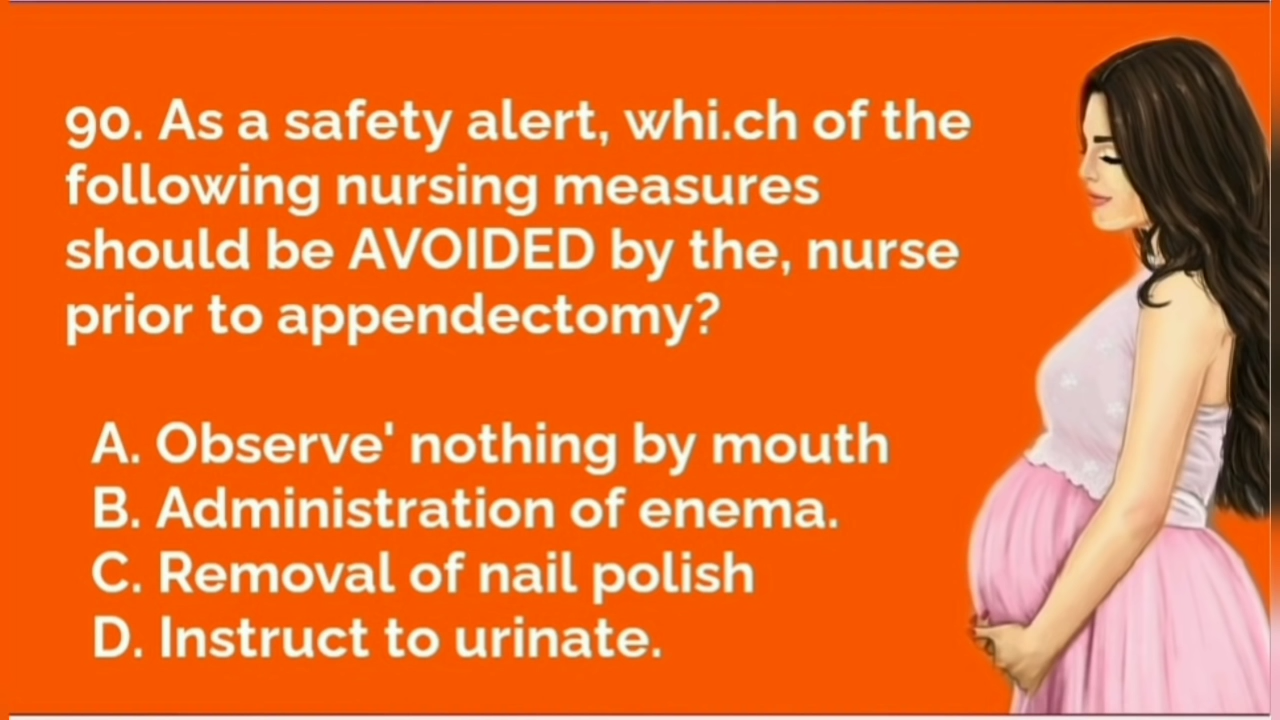 90. As a safety alert, whi.ch of the
following nursing measures
should be AVOIDED by the, nurse
prior to appendectomy?
A. Observe' nothing by mouth
B. Administration of enema.
C. Removal of nail polish
D. Instruct to urinate.